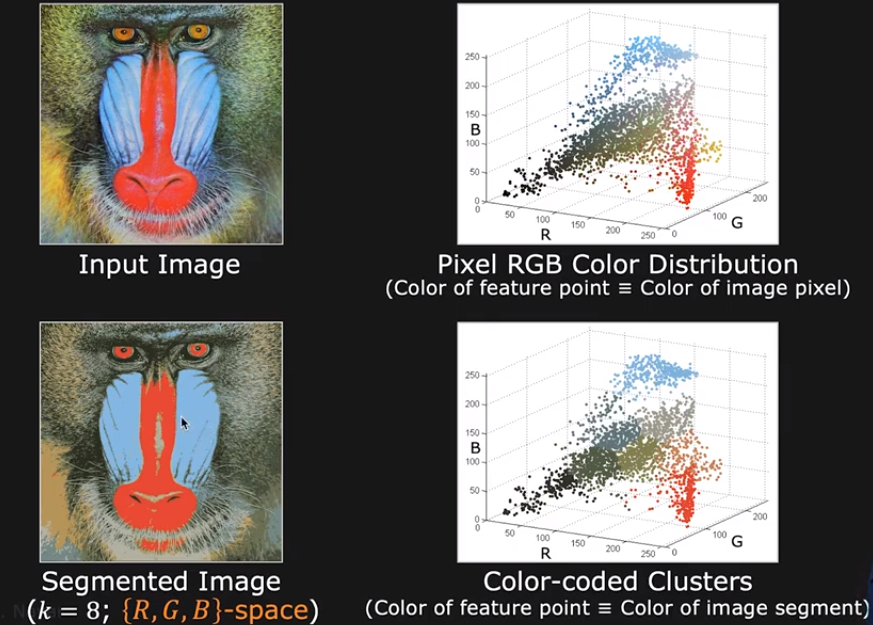 250
200
150
B
100
50
0
0
50
100
150
200
250
R
0
100
200
G
Input Image
Pixel RGB Color Distribution
(Color of feature point ≡ Color of image pixel)
250
200
150
B
100
50
0
0
50
100
150
200
250
R
0
100
200
G
Segmented Image
(k = 8; {R,G,B}-space)
Color-coded Clusters
(Color of feature point ≡ Color of image segment)